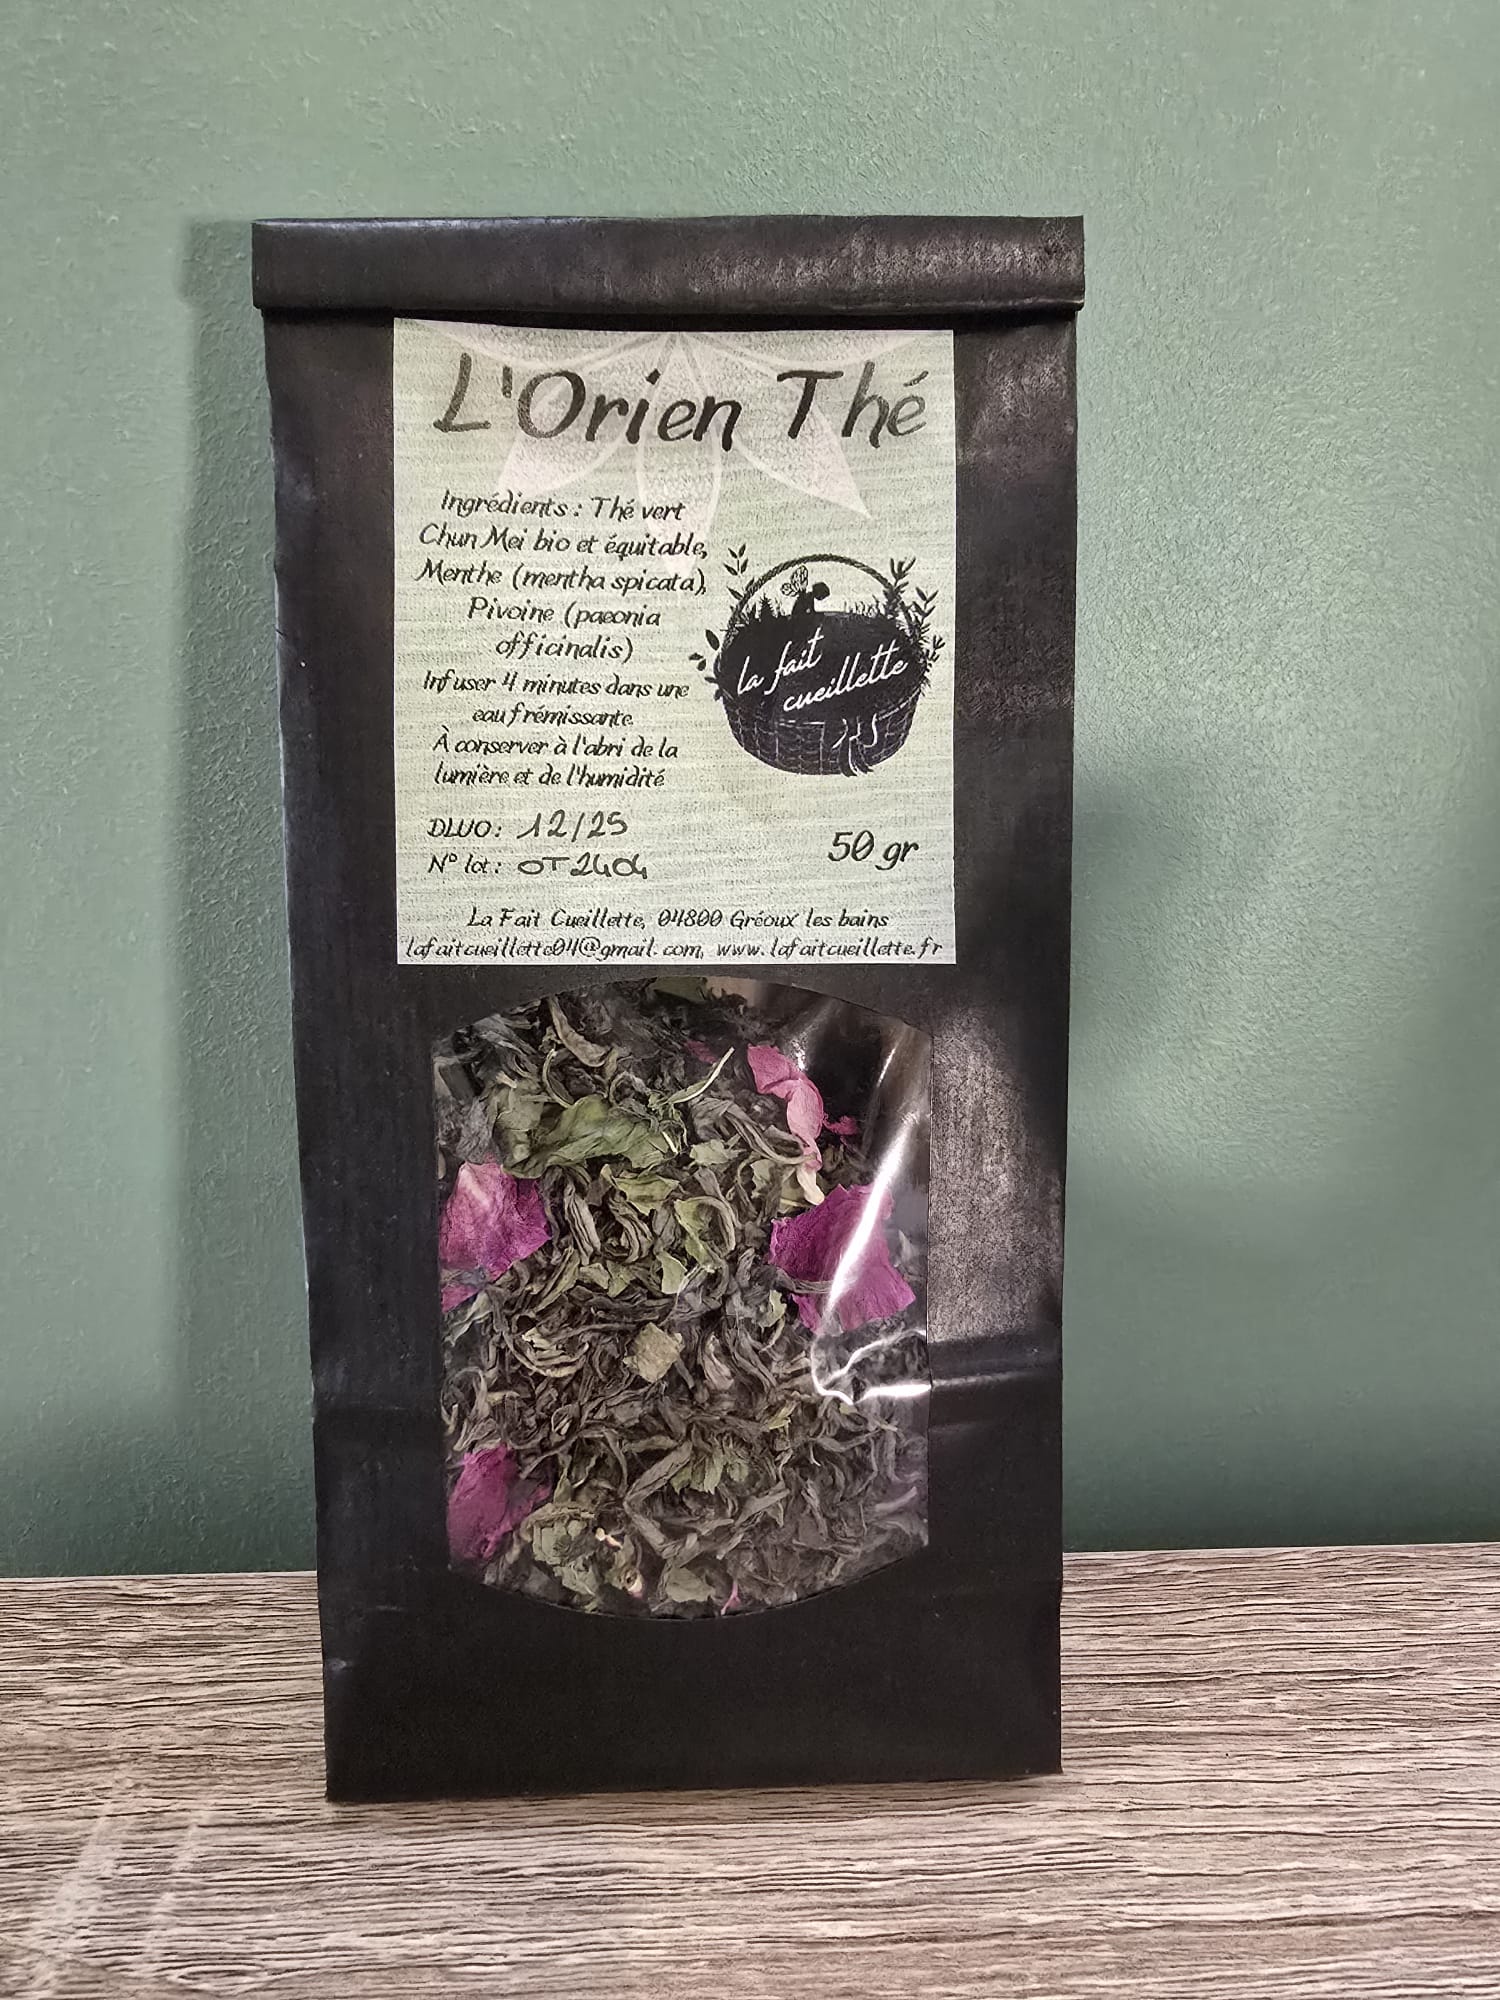 L'Orien Thé
Ingrédients : Thé vert
Chun Mei bio et équitable,
Menthe (mentha spicata),
Pivoine (paeonia
officinalis)
Infuser 4 minutes dans une
eau frémissante
À conserver à l'abri de la
lumière et de l'humidité
la fait
cueillette
DLUO : 12/25
N° lot : OT2404
50 gr
La Fait Cueillette, 04800 Gréoux les bains
lafaitcueillette04@gmail.com, www.lafaitcueillette.fr